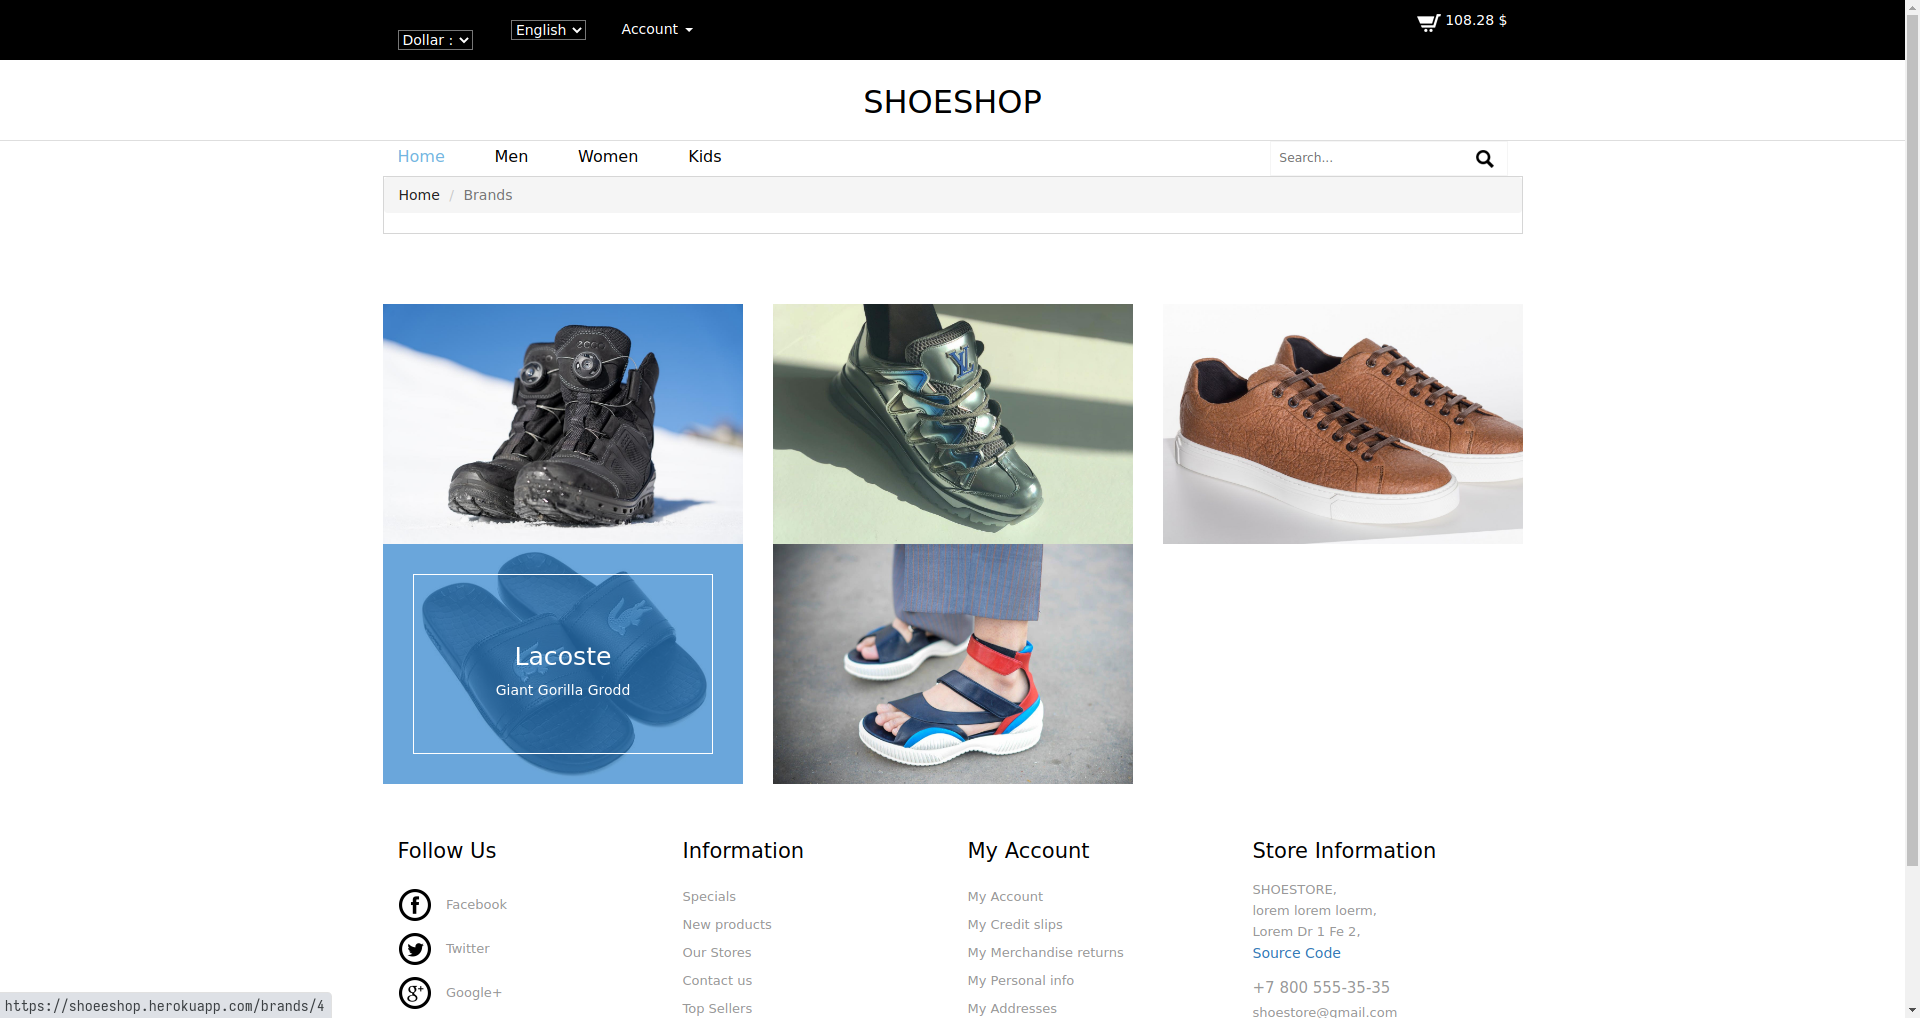 Dollar :
English
Account
108.28 $
SHOESHOP
Home
Men
Women
Kids
Search...
Home / Brands
ecco
LV
Lacoste
Giant Gorilla Grodd
Follow Us
Facebook
Twitter
Google+
Information
Specials
New products
Our Stores
Contact us
Top Sellers
My Account
My Account
My Credit slips
My Merchandise returns
My Personal info
My Addresses
Store Information
SHOESTORE,
lorem lorem loerm,
Lorem Dr 1 Fe 2,
Source Code
+7 800 555-35-35
shoestore@gmail.com
https://shoeeshop.herokuapp.com/brands/4